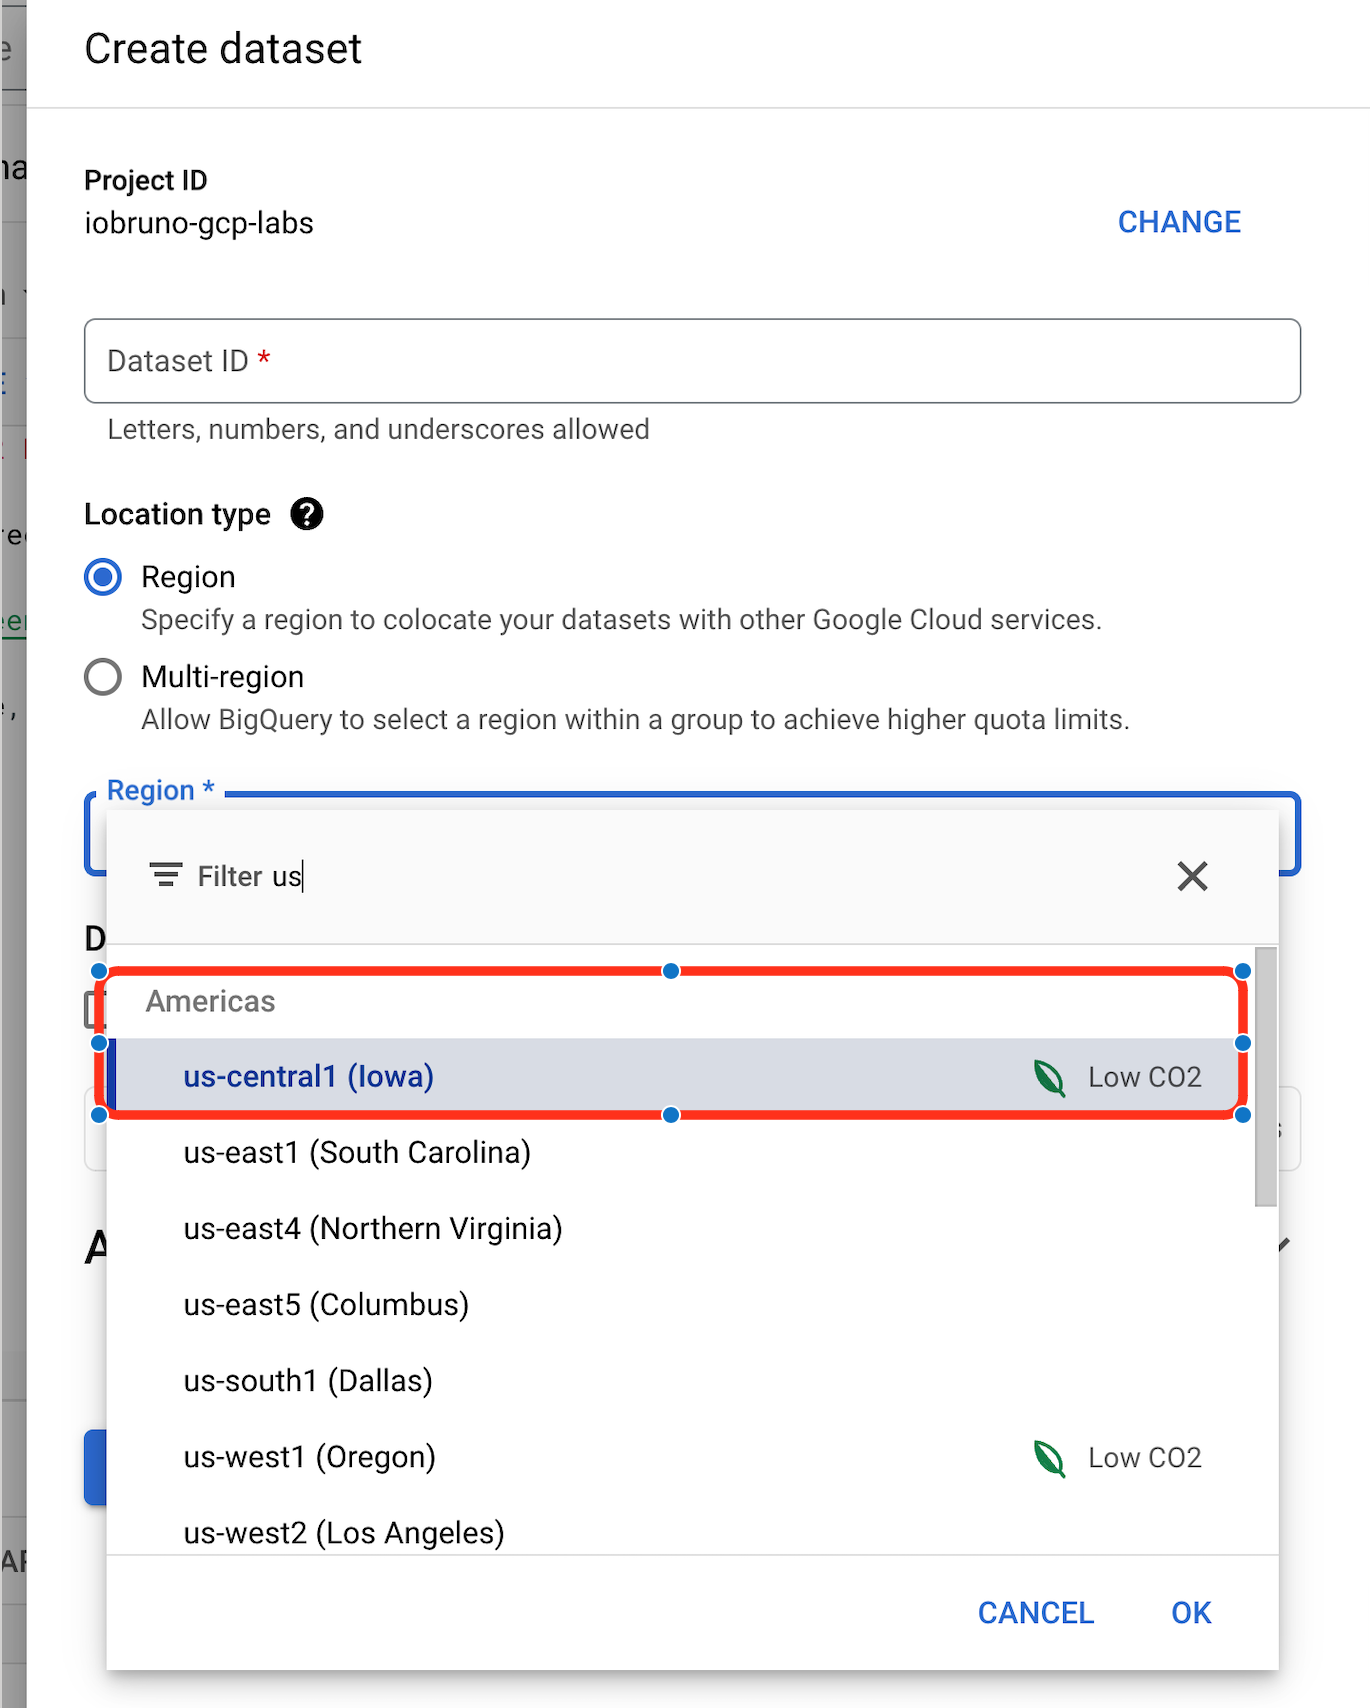 Create dataset
Project ID
iobruno-gcp-labs
CHANGE
Dataset ID *
Letters, numbers, and underscores allowed
Location type
Region
Specify a region to colocate your datasets with other Google Cloud services.
Multi-region
Allow BigQuery to select a region within a group to achieve higher quota limits.
Region *
Filter us
Americas
us-central1 (Iowa) Low CO2
us-east1 (South Carolina)
us-east4 (Northern Virginia)
us-east5 (Columbus)
us-south1 (Dallas)
us-west1 (Oregon) Low CO2
us-west2 (Los Angeles)
CANCEL OK